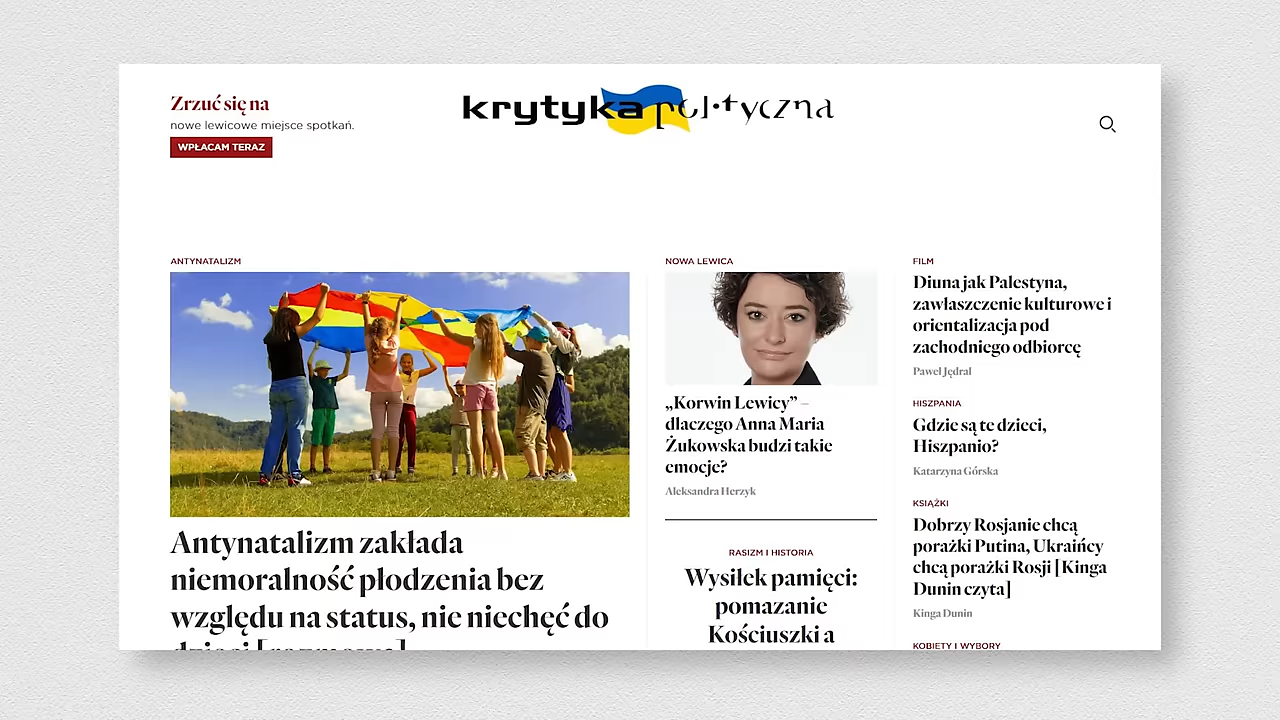 Zrzuć się na
nowe lewicowe miejsce spotkań.
WPŁACAM TERAZ
krytyka polityczna
ANTYNATALIZM
Antynatalizm zakłada
niemoralność płodzenia bez
względu na status, nie niechęć do
dzieci [rozmowa]
NOWA LEWICA
„Korwin Lewicy” –
dlaczego Anna Maria
Żukowska budzi takie
emocje?
Aleksandra Herzyk
RASIZM I HISTORIA
Wysiłek pamięci:
pomazanie
Kościuszki a
FILM
Diuna jak Palestyna,
zawłaszczenie kulturowe i
orientalizacja pod
zachodniego odbiorcę
Paweł Jędral
HISZPANIA
Gdzie są te dzieci,
Hiszpanio?
Katarzyna Górska
KSIĄŻKI
Dobrzy Rosjanie chcą
porażki Putina, Ukraińcy
chcą porażki Rosji [Kinga
Dunin czyta]
Kinga Dunin
KOBIETY I WYBORY